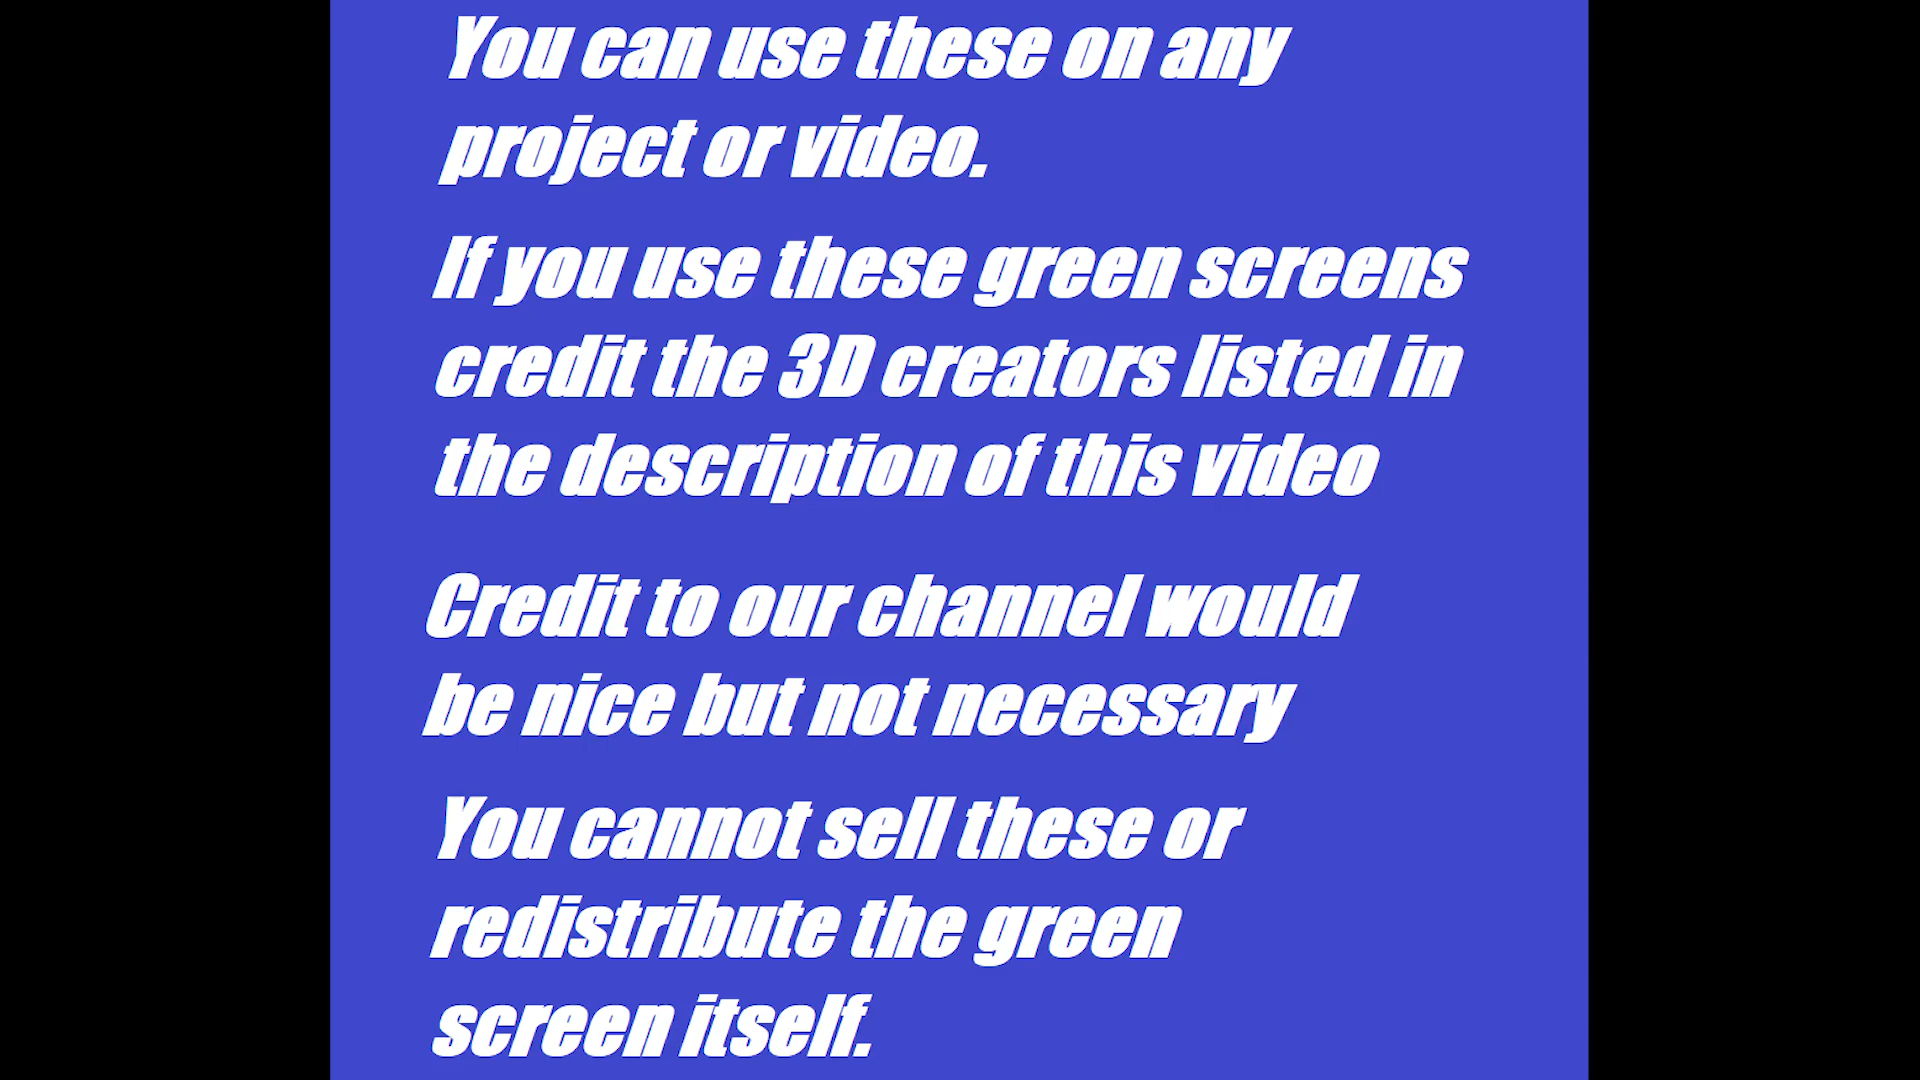 You can use these on any
project or video.
If you use these green screens
credit the 3D creators listed in
the description of this video
Credit to our channel would
be nice but not necessary
You cannot sell these or
redistribute the green
screen itself.